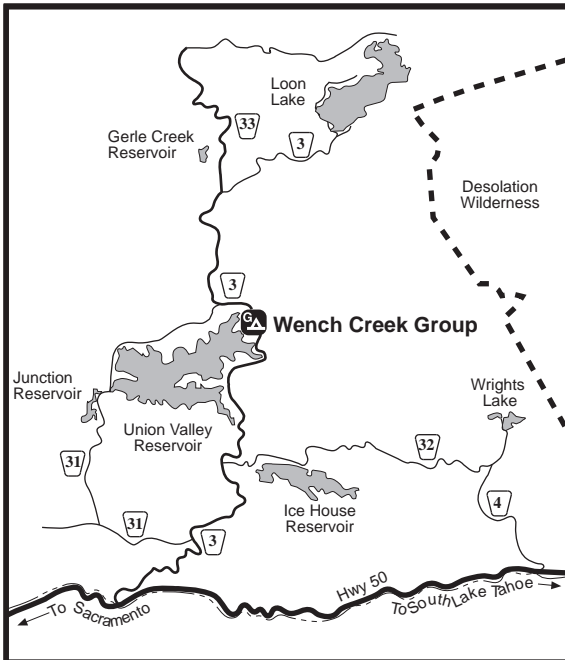 Loon
Lake
33
3
Gerle Creek
Reservoir
Desolation
Wilderness
3
G
Wench Creek Group
Junction
Reservoir
Wrights
Lake
Union Valley
Reservoir
31
32
Ice House
Reservoir
4
31
3
Hwy 50
To Sacramento
To South Lake Tahoe